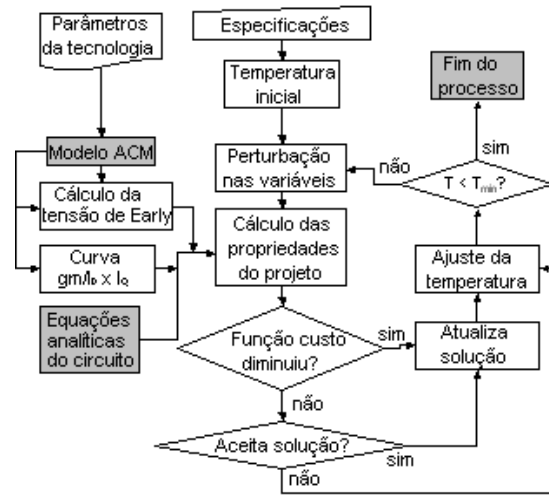 Parâmetros
da tecnologia
Especificações
Temperatura
inicial
Fim do
processo
sim
Modelo ACM
Perturbação
nas variáveis
não
T < Tmin?
Cálculo da
tensão de Early
Cálculo das
propriedades
do projeto
Curva
gm/ID x IQ
Ajuste da
temperatura
Equações
analíticas
do circuito
Função custo
diminuiu?
sim
Atualiza
solução
não
Aceita solução?
sim
não